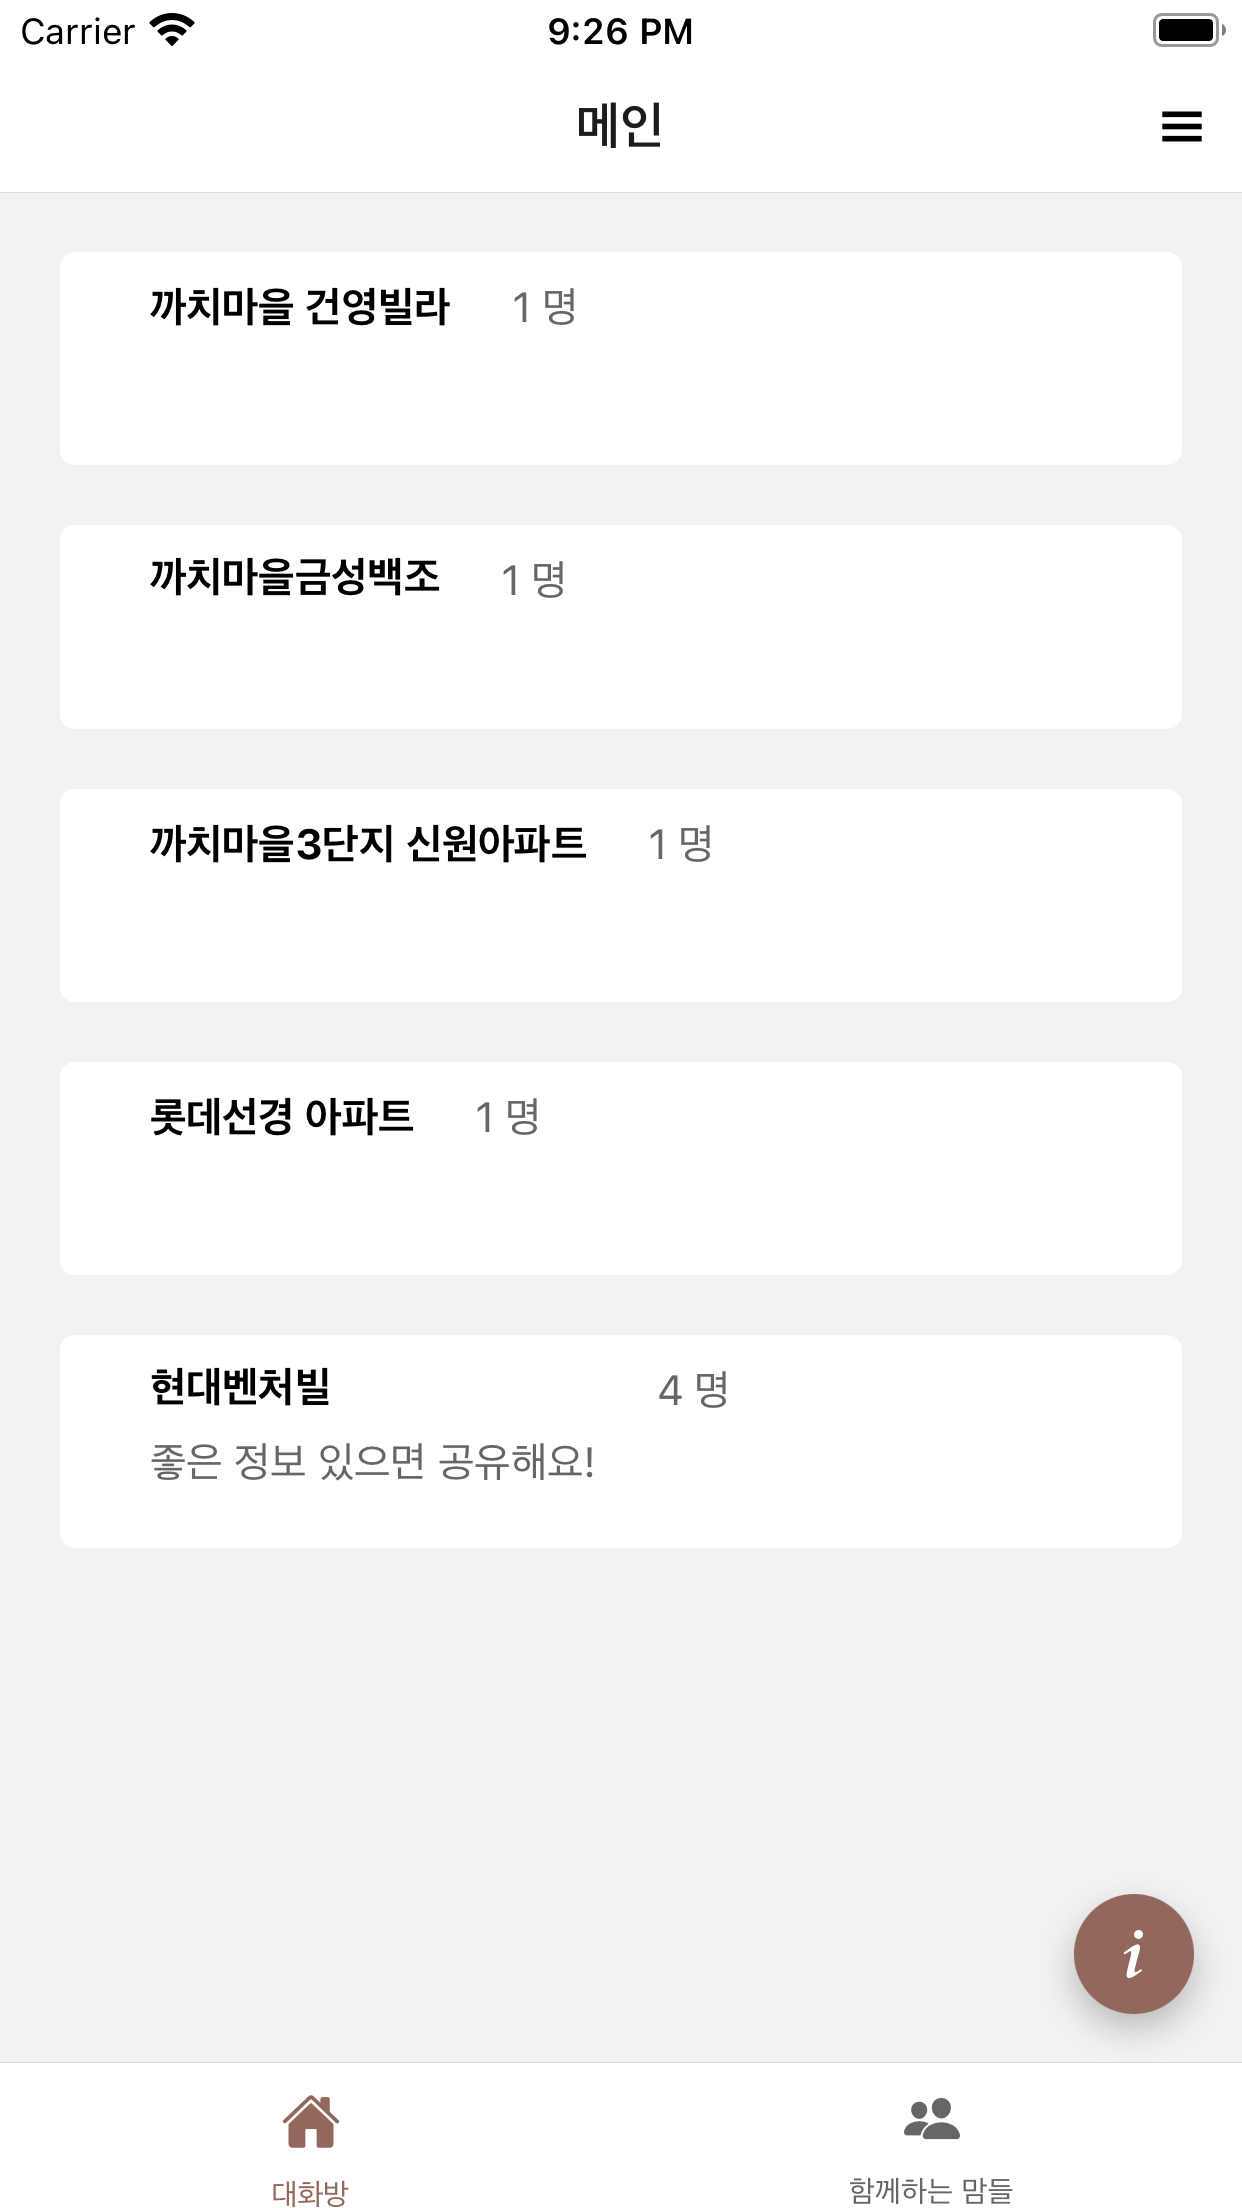 Carrier 9:26 PM
메인
까치마을 건영빌라 1 명
까치마을금성백조 1 명
까치마을3단지 신원아파트 1 명
롯데선경 아파트 1 명
현대벤처빌 4 명
좋은 정보 있으면 공유해요!
i
대화방 함께하는 맘들